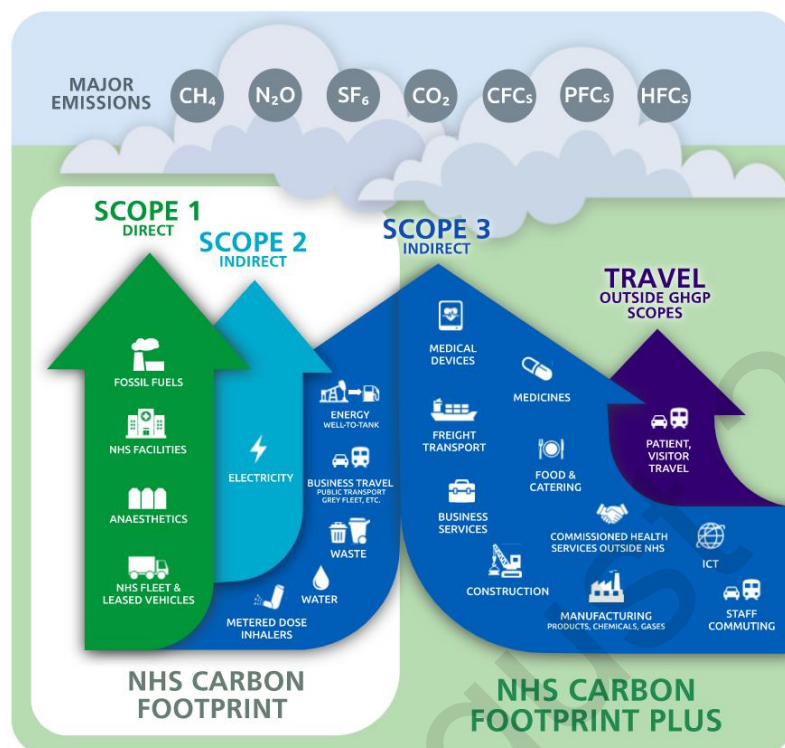 MAJOR
EMISSIONS
CH₄
N₂O
SF₆
CO₂
CFCs
PFCs
HFCs
SCOPE 1
DIRECT
SCOPE 2
INDIRECT
SCOPE 3
INDIRECT
TRAVEL
OUTSIDE GHGP
SCOPES
FOSSIL FUELS
NHS FACILITIES
ANAESTHETICS
NHS FLEET &
LEASED VEHICLES
ELECTRICITY
ENERGY
WELL-TO-TANK
BUSINESS TRAVEL
PUBLIC TRANSPORT
GREY FLEET, ETC.
WASTE
WATER
METERED DOSE
INHALERS
MEDICAL
DEVICES
MEDICINES
FREIGHT
TRANSPORT
FOOD &
CATERING
BUSINESS
SERVICES
COMMISSIONED HEALTH
SERVICES OUTSIDE NHS
CONSTRUCTION
MANUFACTURING
PRODUCTS, CHEMICALS, GASES
ICT
STAFF
COMMUTING
PATIENT,
VISITOR
TRAVEL
NHS CARBON
FOOTPRINT
NHS CARBON
FOOTPRINT PLUS